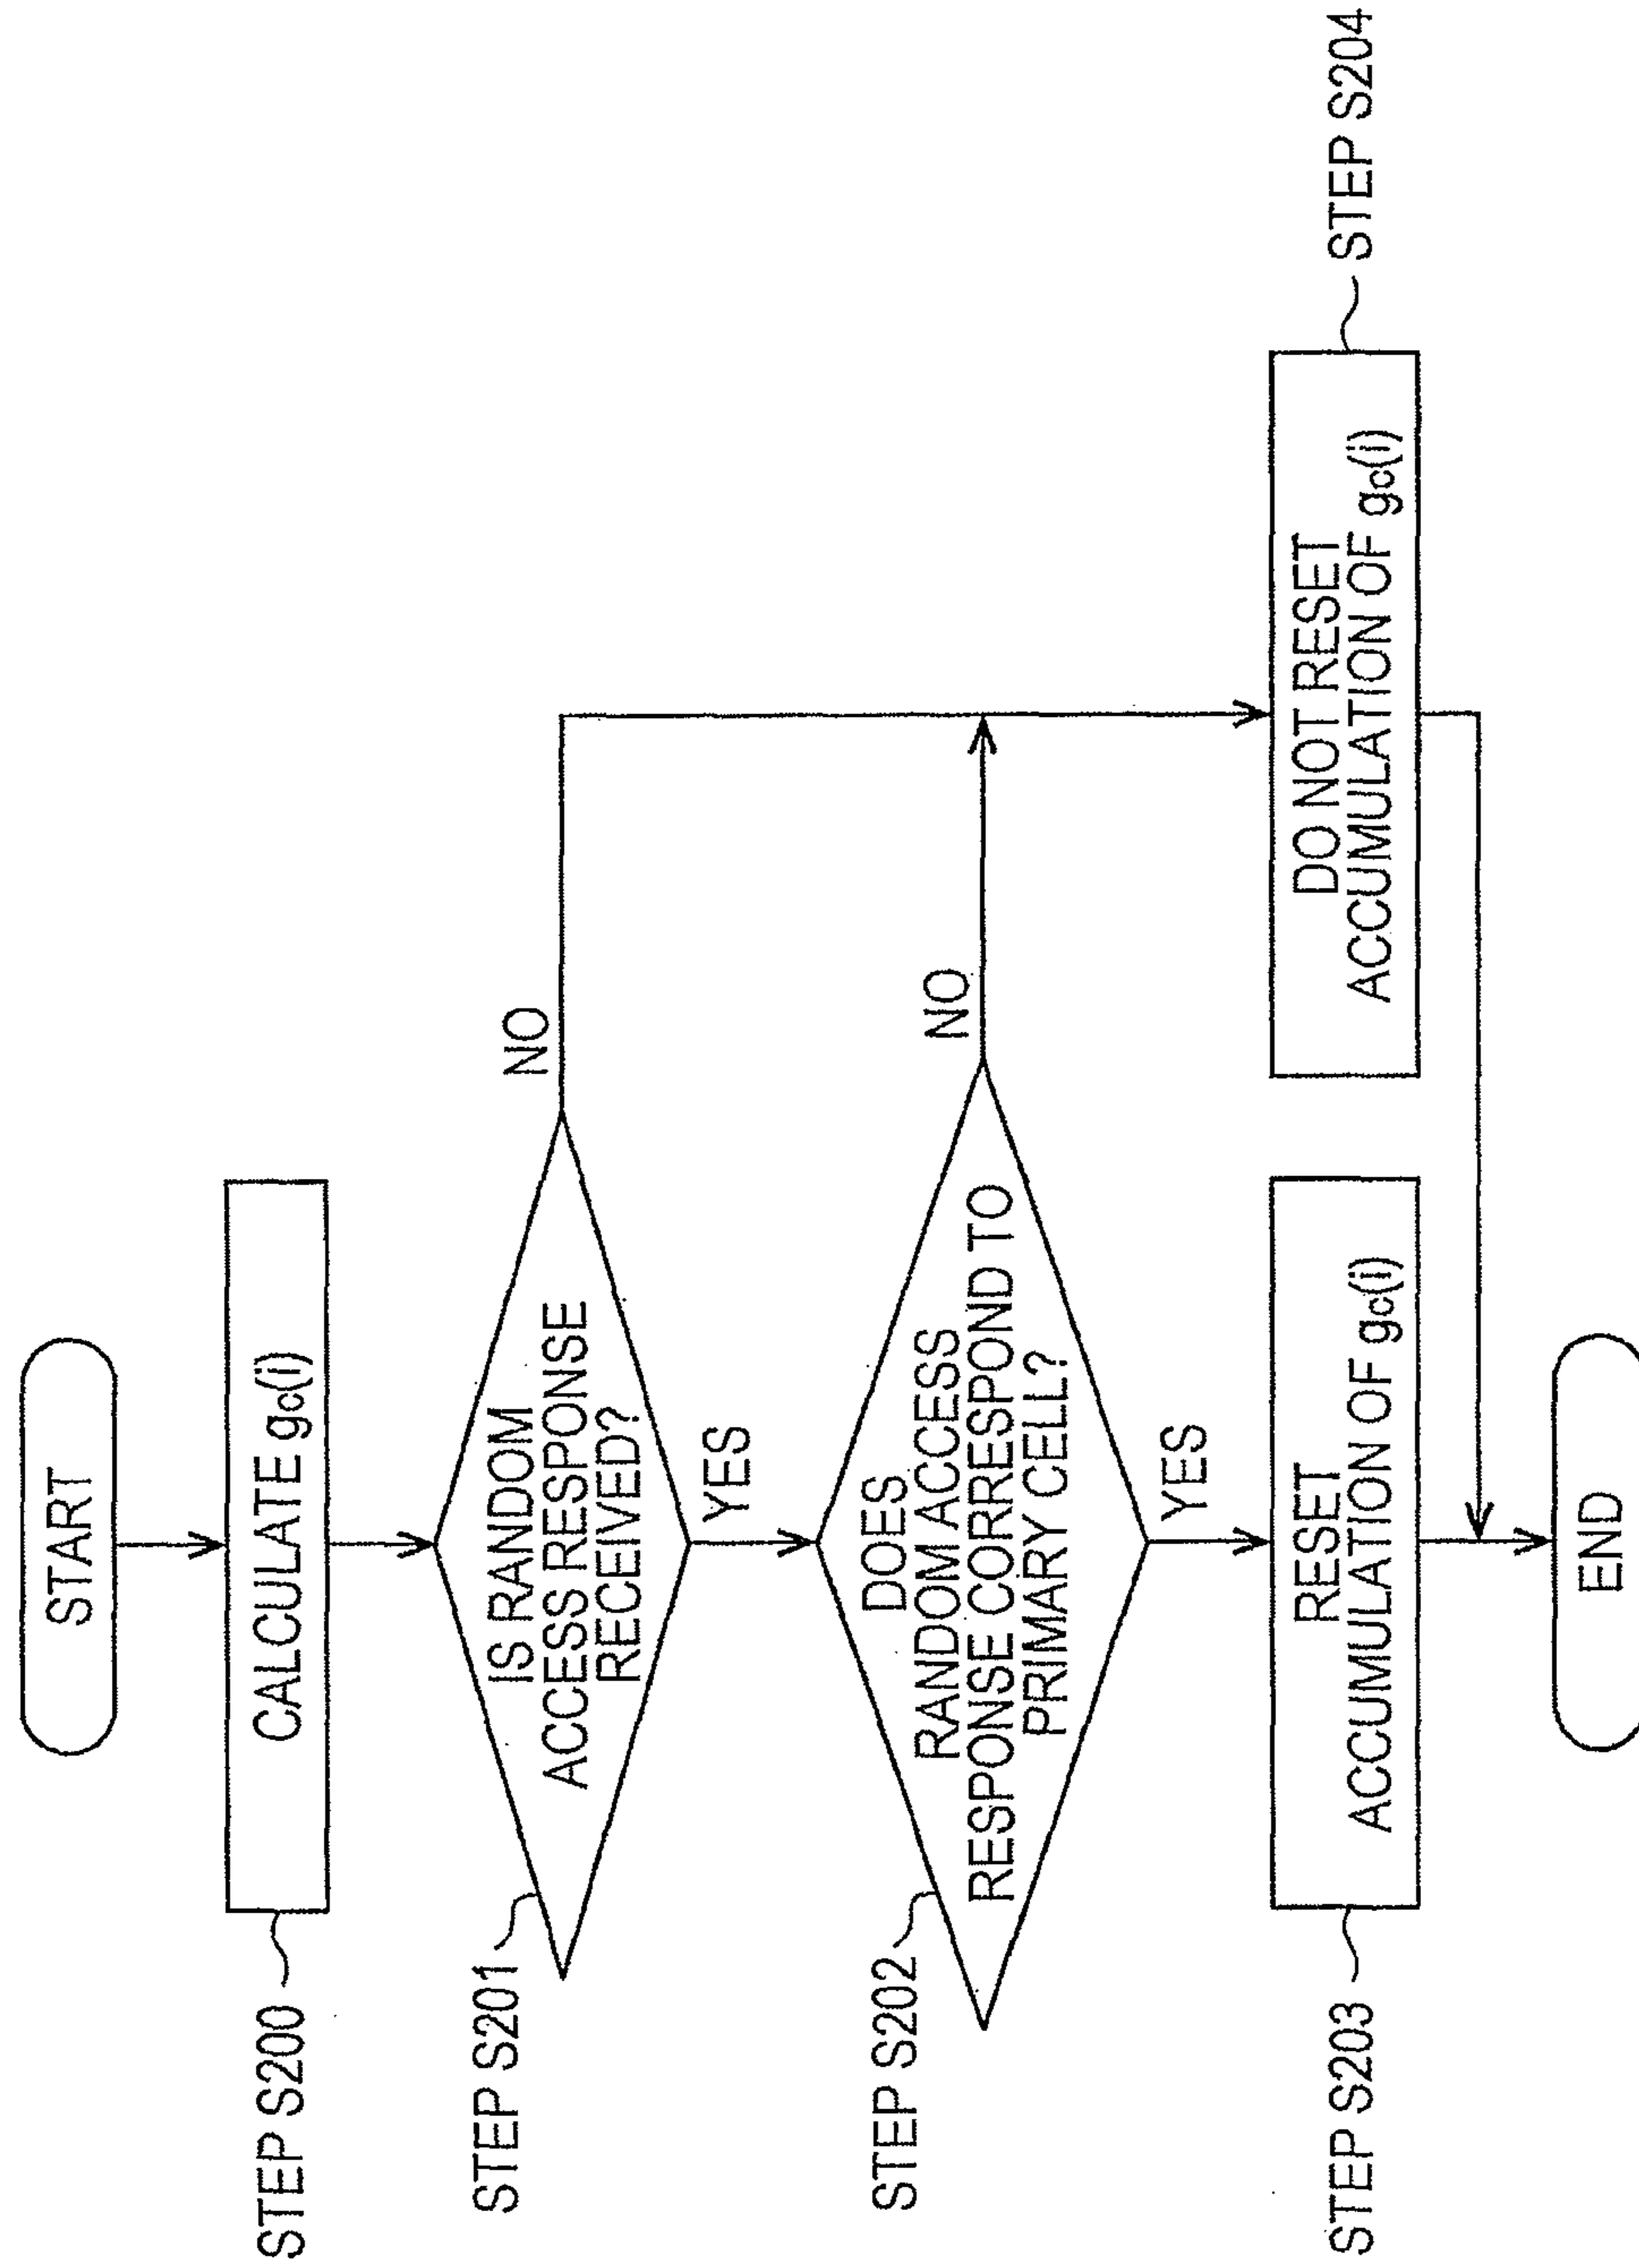 START
STEP S200
CALCULATE gc(i)
STEP S201
IS RANDOM
ACCESS RESPONSE
RECEIVED?
NO
YES
STEP S202
DOES
RANDOM ACCESS
RESPONSE CORRESPOND TO
PRIMARY CELL?
NO
YES
STEP S203
RESET
ACCUMULATION OF gc(i)
DO NOT RESET
ACCUMULATION OF gc(i)
STEP S204
END